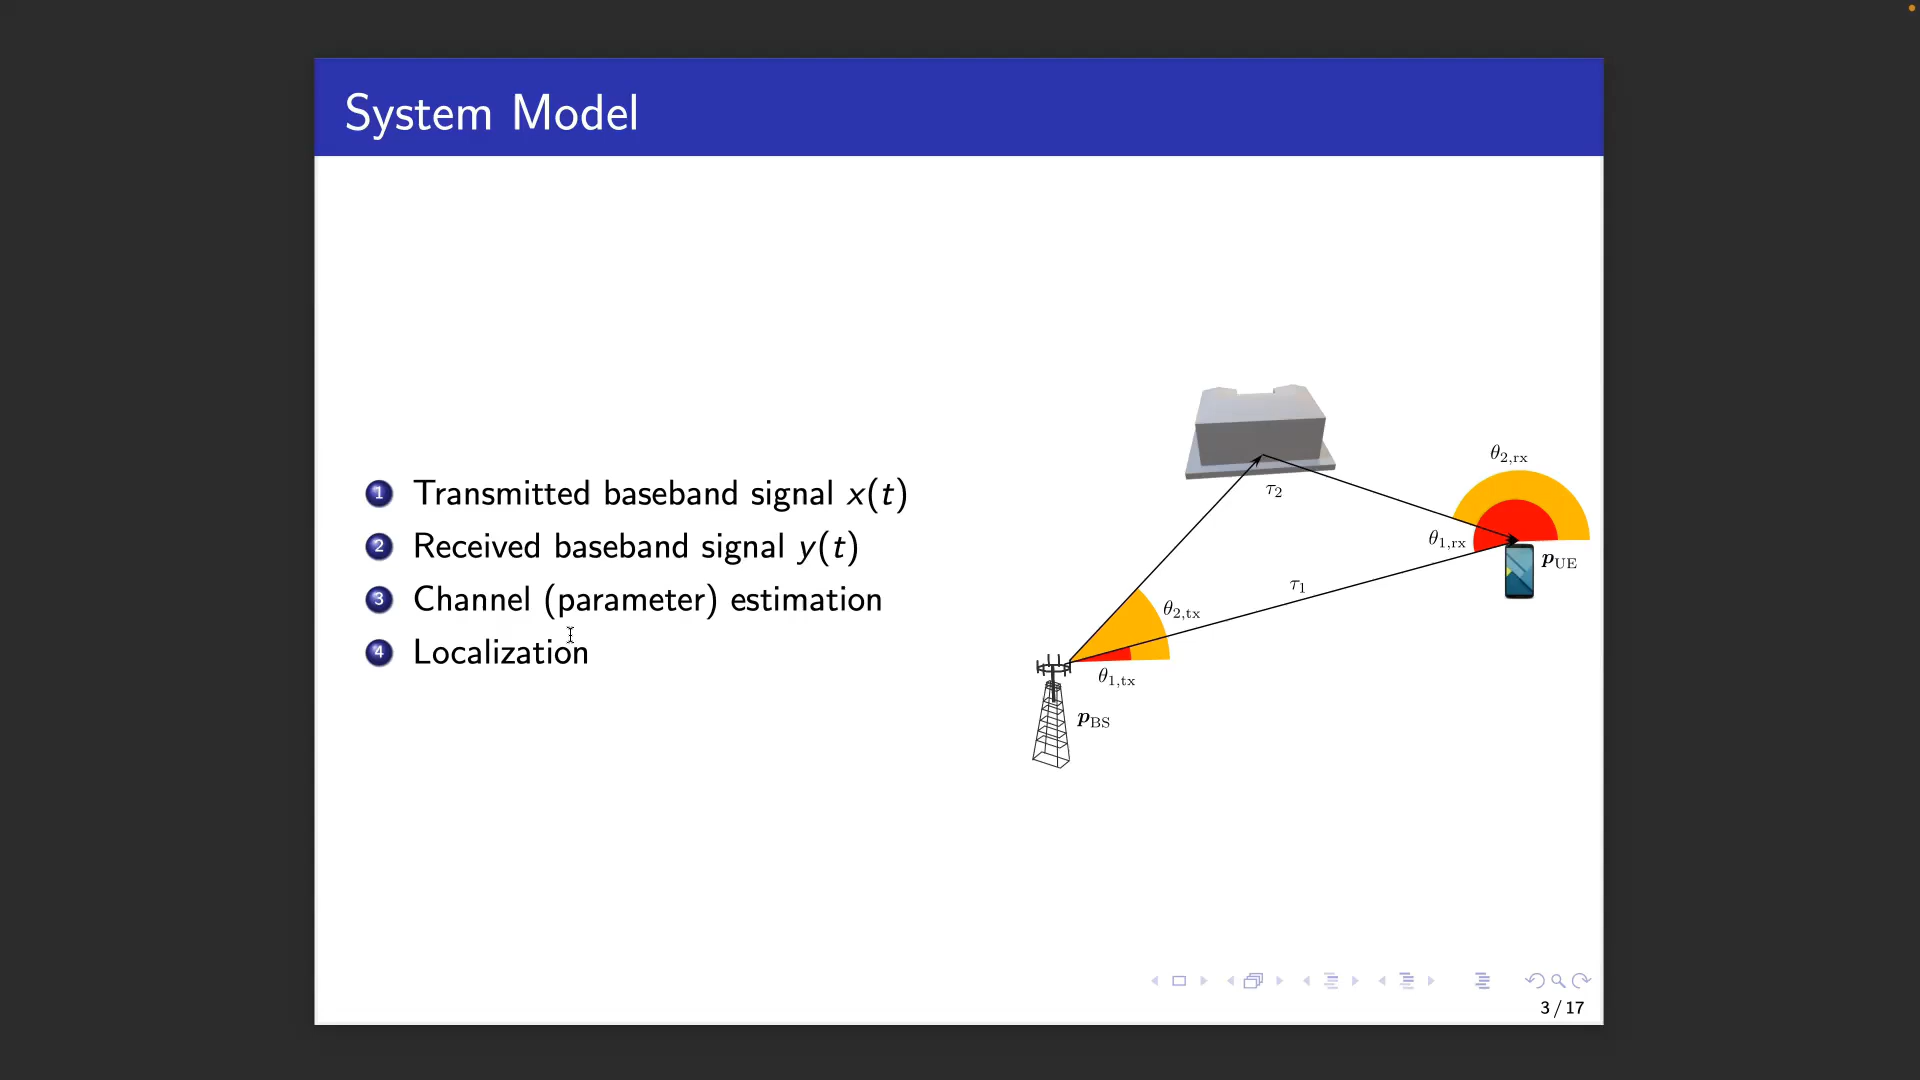 System Model
1 Transmitted baseband signal x(t)
2 Received baseband signal y(t)
3 Channel (parameter) estimation
4 Localization
θ2,rx
τ2
θ1,rx
pUE
τ1
θ2,tx
θ1,tx
pBS
3 / 17